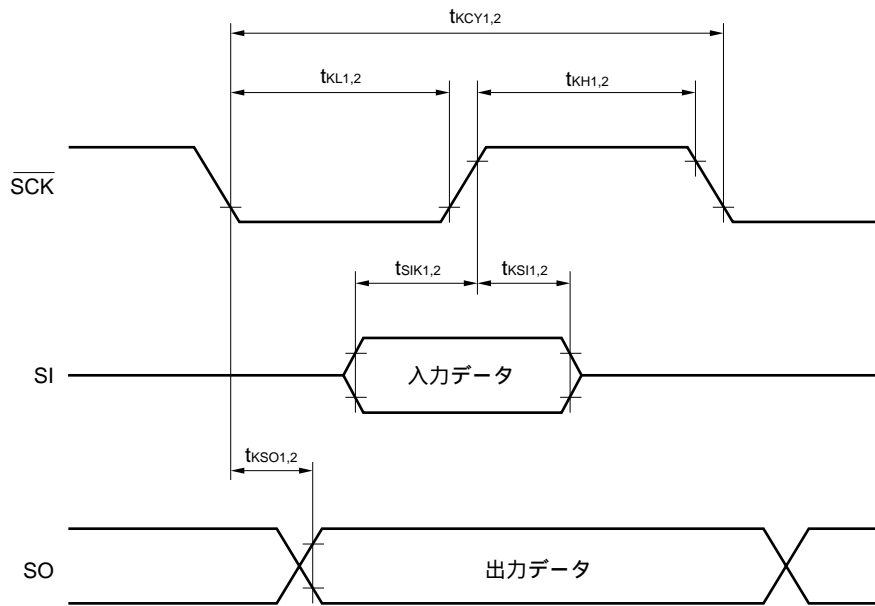 tKCY1,2
tKL1,2
tKH1,2
SCK
tSIK1,2
tKSI1,2
SI
入力データ
tKSO1,2
SO
出力データ